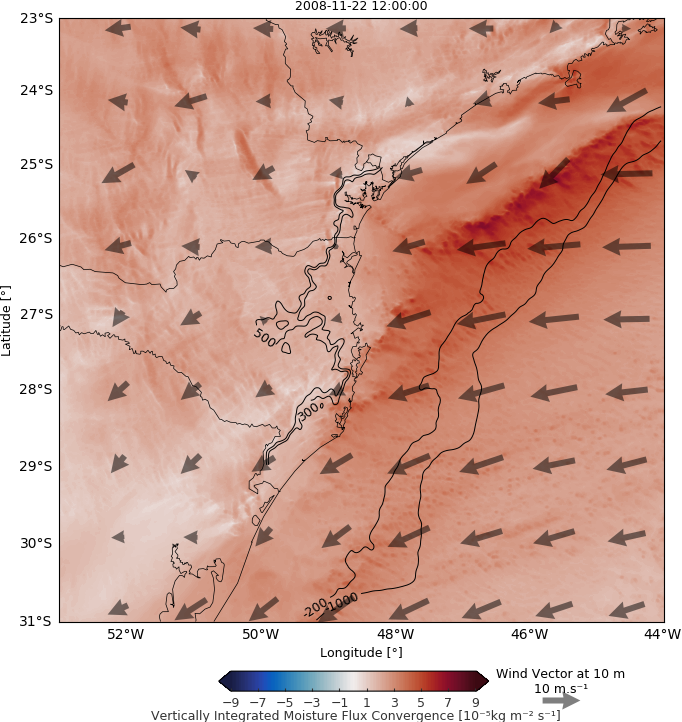 2008-11-22 12:00:00
23°S
24°S
25°S
26°S
27°S
28°S
29°S
30°S
31°S
Latitude [°]
500
300
-200
-1000
52°W 50°W 48°W 46°W 44°W
Longitude [°]
Wind Vector at 10 m
10 m.s⁻¹
−9 −7 −5 −3 −1 1 3 5 7 9
Vertically Integrated Moisture Flux Convergence [10⁻⁵kg m⁻² s⁻¹]